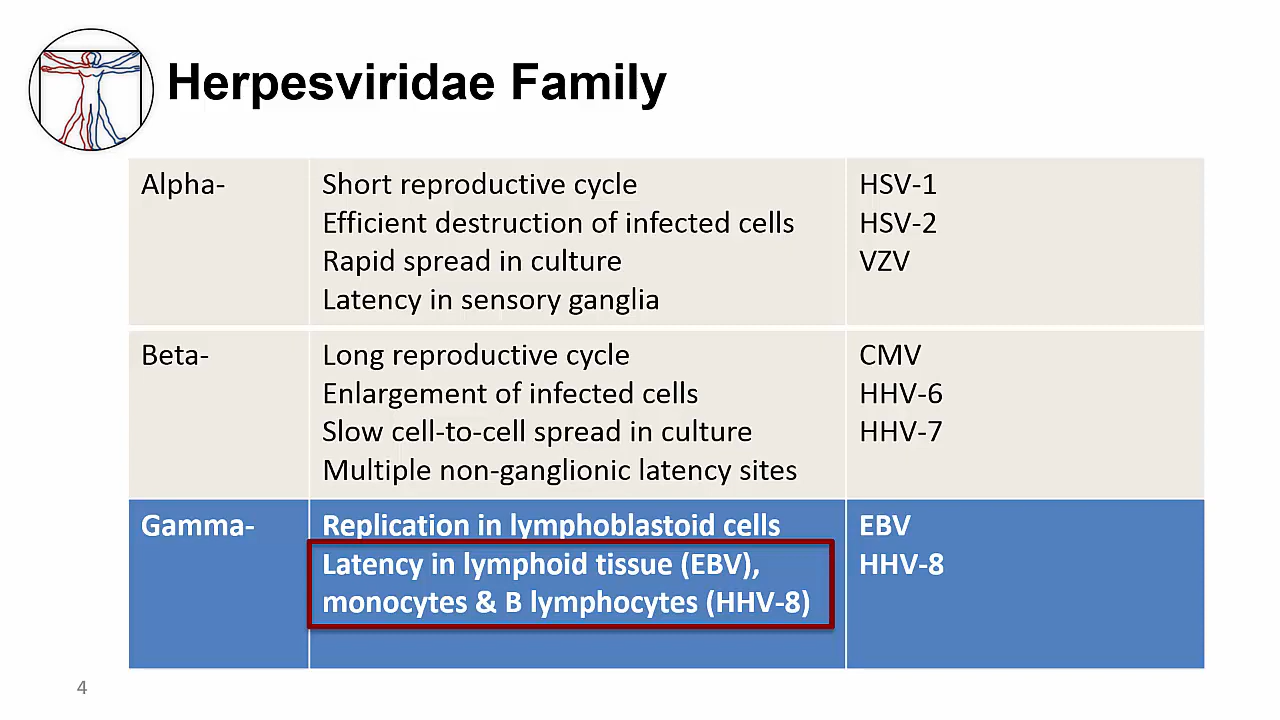 Herpesviridae Family
Alpha-
Short reproductive cycle
Efficient destruction of infected cells
Rapid spread in culture
Latency in sensory ganglia
HSV-1
HSV-2
VZV
Beta-
Long reproductive cycle
Enlargement of infected cells
Slow cell-to-cell spread in culture
Multiple non-ganglionic latency sites
CMV
HHV-6
HHV-7
Gamma-
Replication in lymphoblastoid cells
Latency in lymphoid tissue (EBV),
monocytes & B lymphocytes (HHV-8)
EBV
HHV-8
4